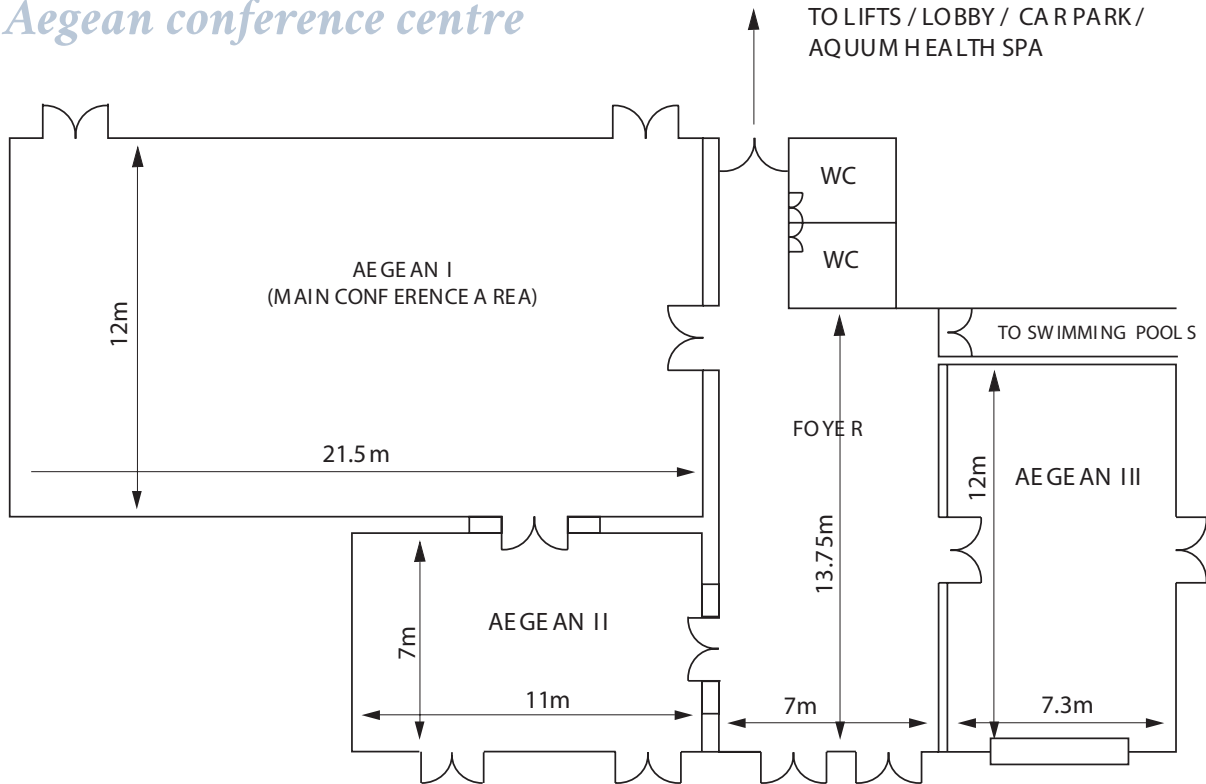 Aegean conference centre
TO LIFTS / LOBBY / CAR PARK /
AQUUM HEALTH SPA
WC
WC
AEGEAN I
(MAIN CONFERENCE AREA)
12m
21.5m
TO SWIMMING POOLS
FOYER
13.75m
12m
AEGEAN III
AEGEAN II
7m
11m
7m
7.3m